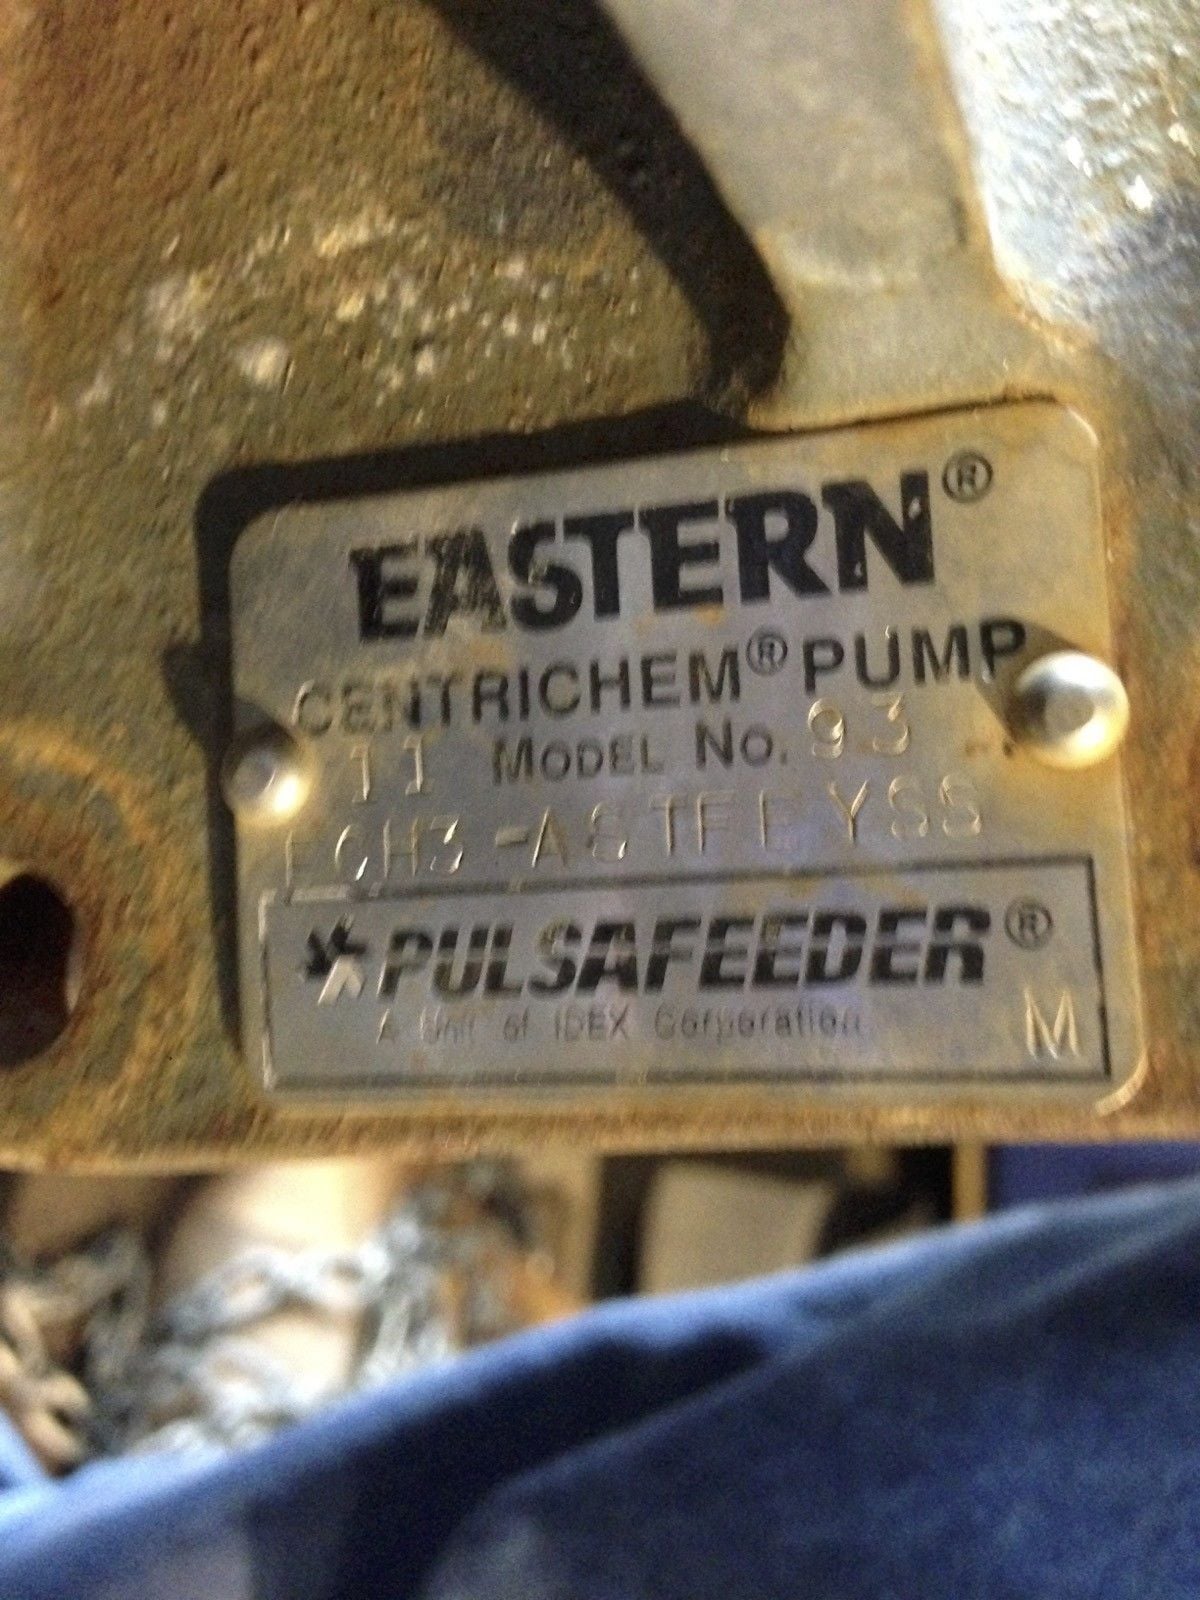 EASTERN®
CENTRICHEM® PUMP
11 MODEL No. 93
ECH3-ASTFEYSS
PULSAFEEDER®
A Unit of IDEX Corporation
M